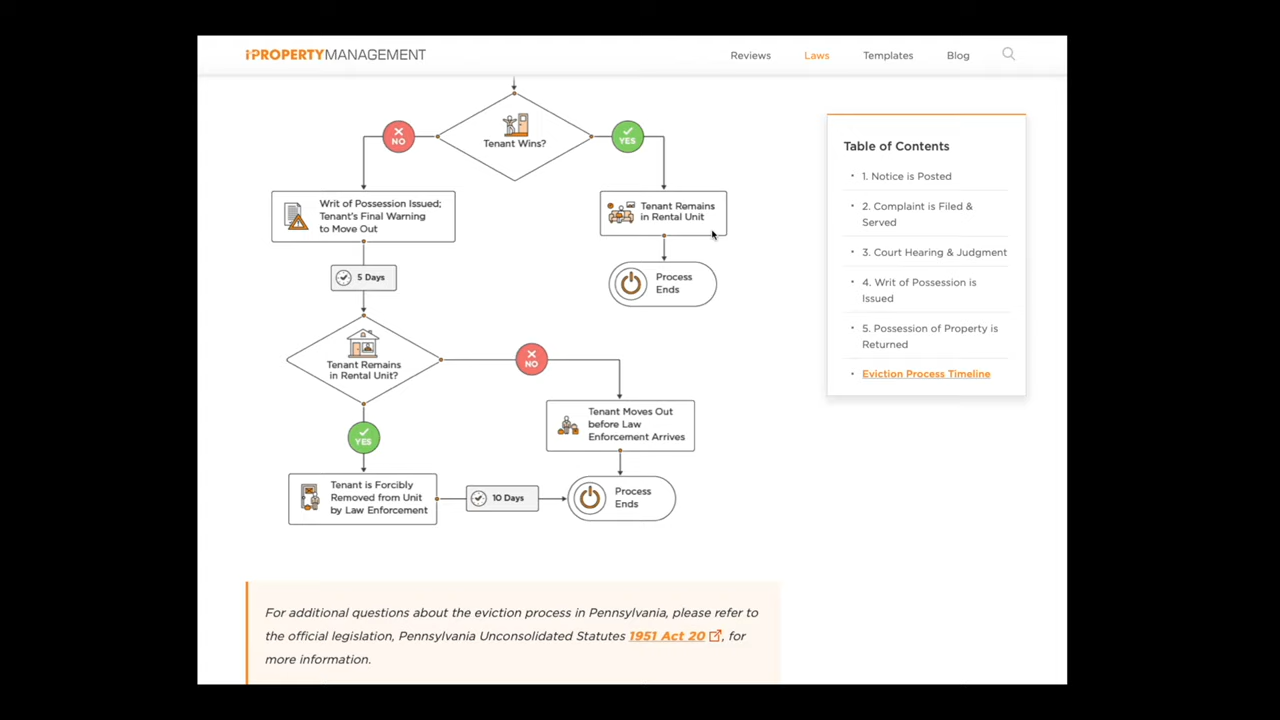 iPROPERTYMANAGEMENT
Reviews
Laws
Templates
Blog
Tenant Wins?
NO
YES
Writ of Possession Issued;
Tenant's Final Warning
to Move Out
Tenant Remains
in Rental Unit
5 Days
Process
Ends
Tenant Remains
in Rental Unit?
NO
YES
Tenant Moves Out
before Law
Enforcement Arrives
Tenant is Forcibly
Removed from Unit
by Law Enforcement
10 Days
Process
Ends
For additional questions about the eviction process in Pennsylvania, please refer to
the official legislation, Pennsylvania Unconsolidated Statutes 1951 Act 20, for
more information.
Table of Contents
1. Notice is Posted
2. Complaint is Filed &
Served
3. Court Hearing & Judgment
4. Writ of Possession is
Issued
5. Possession of Property is
Returned
Eviction Process Timeline